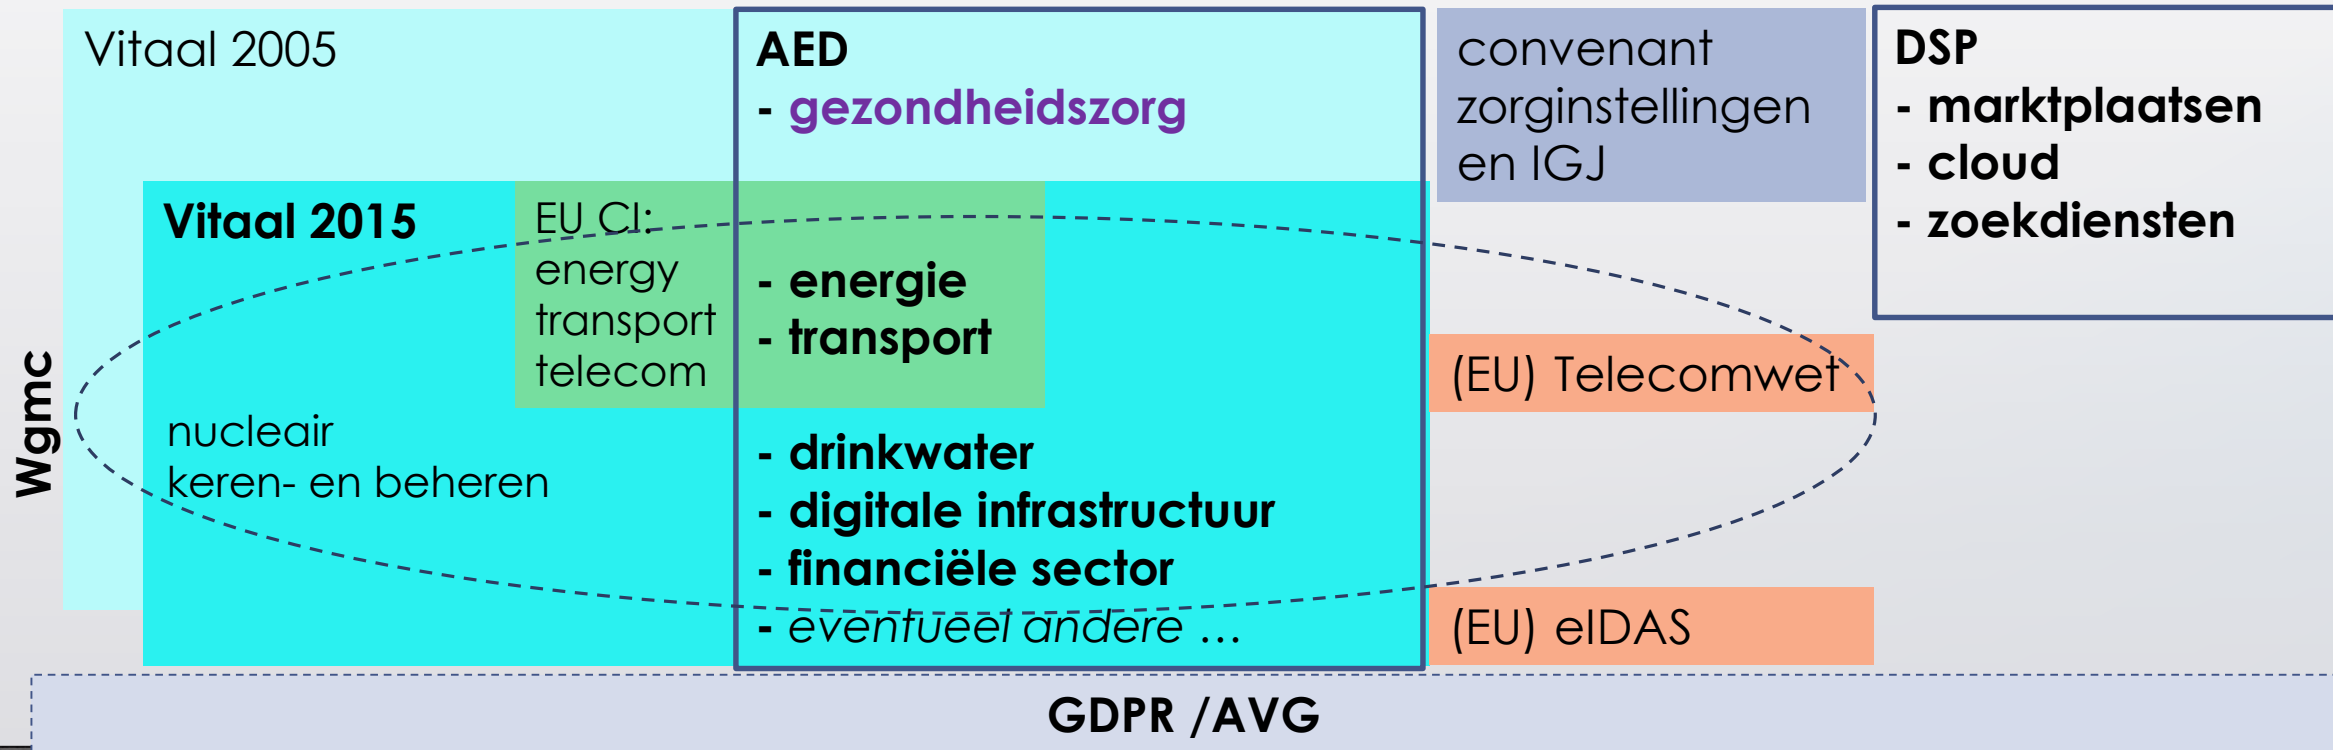 Vitaal 2005
AED
- gezondheidszorg
convenant
zorginstellingen
en IGJ
DSP
- marktplaatsen
- cloud
- zoekdiensten
Vitaal 2015
EU CI:
energy
transport
telecom
- energie
- transport
(EU) Telecomwet
Wgmc
nucleair
keren- en beheren
- drinkwater
- digitale infrastructuur
- financiële sector
- eventueel andere ...
(EU) eIDAS
GDPR /AVG